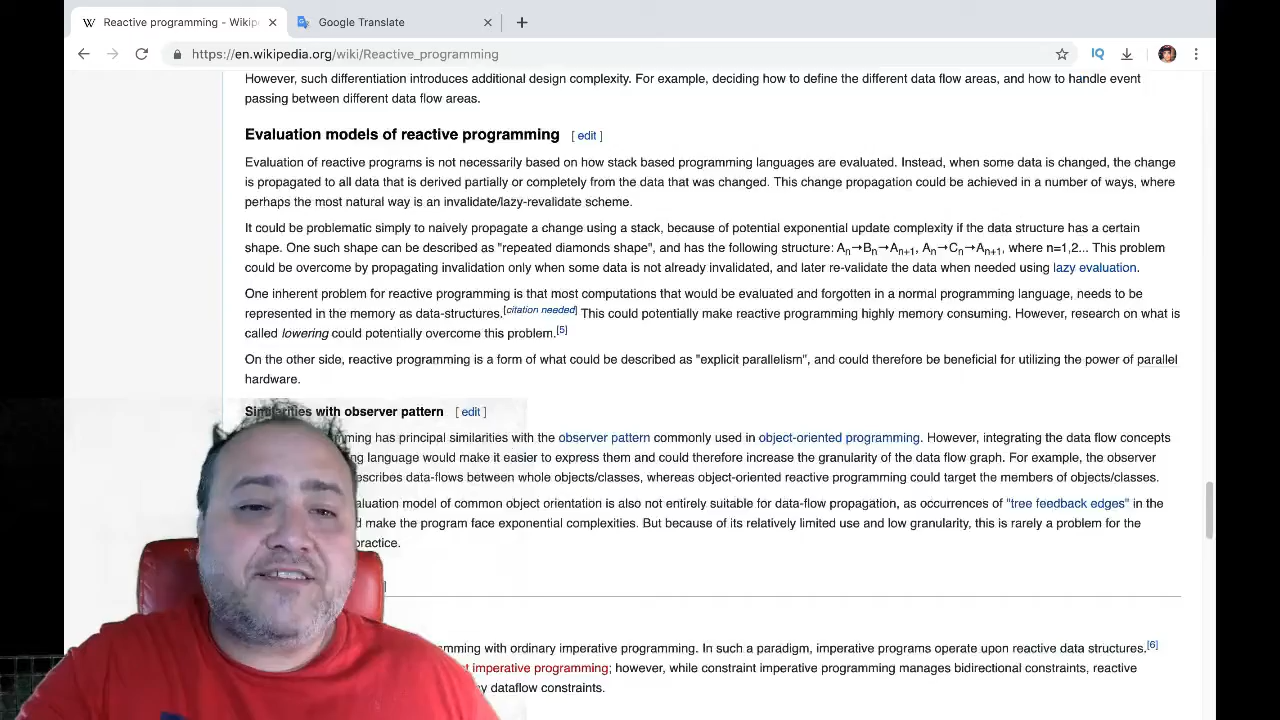 Reactive programming - Wikip
Google Translate
https://en.wikipedia.org/wiki/Reactive_programming
IQ
However, such differentiation introduces additional design complexity. For example, deciding how to define the different data flow areas, and how to handle event
passing between different data flow areas.
Evaluation models of reactive programming [ edit ]
Evaluation of reactive programs is not necessarily based on how stack based programming languages are evaluated. Instead, when some data is changed, the change
is propagated to all data that is derived partially or completely from the data that was changed. This change propagation could be achieved in a number of ways, where
perhaps the most natural way is an invalidate/lazy-revalidate scheme.
It could be problematic simply to naively propagate a change using a stack, because of potential exponential update complexity if the data structure has a certain
shape. One such shape can be described as "repeated diamonds shape", and has the following structure: An→Bn→An+1, An→Cn→An+1, where n=1,2... This problem
could be overcome by propagating invalidation only when some data is not already invalidated, and later re-validate the data when needed using lazy evaluation.
One inherent problem for reactive programming is that most computations that would be evaluated and forgotten in a normal programming language, needs to be
represented in the memory as data-structures.[citation needed] This could potentially make reactive programming highly memory consuming. However, research on what is
called lowering could potentially overcome this problem.[5]
On the other side, reactive programming is a form of what could be described as "explicit parallelism", and could therefore be beneficial for utilizing the power of parallel
hardware.
Similarities with observer pattern [ edit ]
mming has principal similarities with the observer pattern commonly used in object-oriented programming. However, integrating the data flow concepts
ng language would make it easier to express them and could therefore increase the granularity of the data flow graph. For example, the observer
escribes data-flows between whole objects/classes, whereas object-oriented reactive programming could target the members of objects/classes.
aluation model of common object orientation is also not entirely suitable for data-flow propagation, as occurrences of "tree feedback edges" in the
d make the program face exponential complexities. But because of its relatively limited use and low granularity, this is rarely a problem for the
practice.
]
mming with ordinary imperative programming. In such a paradigm, imperative programs operate upon reactive data structures.[6]
t imperative programming; however, while constraint imperative programming manages bidirectional constraints, reactive
y dataflow constraints.